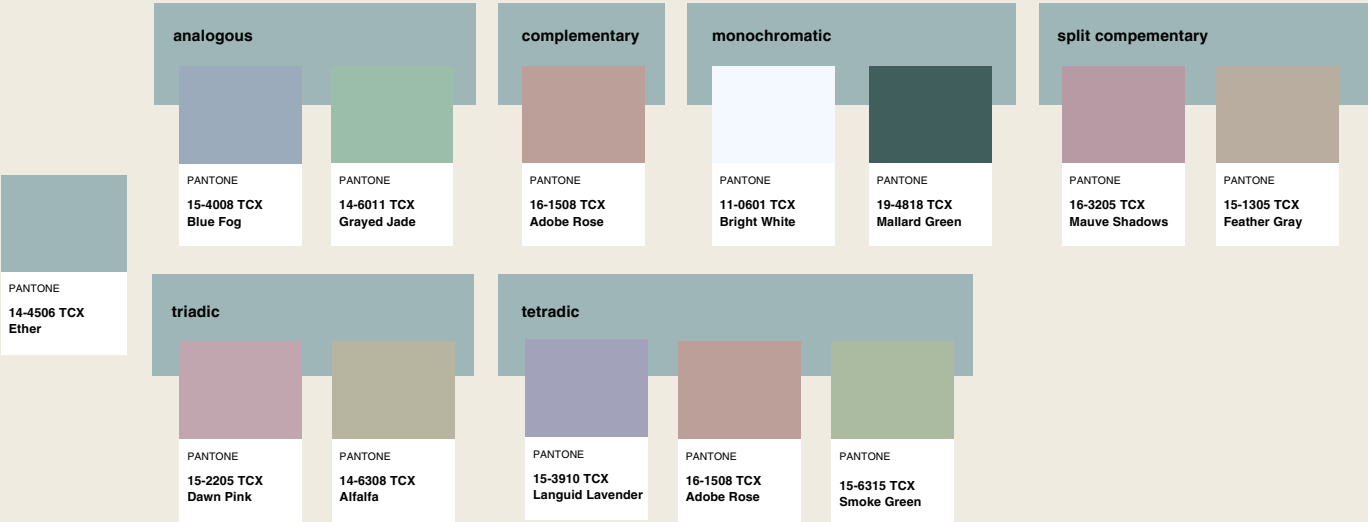 analogous
PANTONE
15-4008 TCX
Blue Fog
PANTONE
14-6011 TCX
Grayed Jade
complementary
PANTONE
16-1508 TCX
Adobe Rose
monochromatic
PANTONE
11-0601 TCX
Bright White
PANTONE
19-4818 TCX
Mallard Green
split compementary
PANTONE
16-3205 TCX
Mauve Shadows
PANTONE
15-1305 TCX
Feather Gray
PANTONE
14-4506 TCX
Ether
triadic
PANTONE
15-2205 TCX
Dawn Pink
PANTONE
14-6308 TCX
Alfalfa
tetradic
PANTONE
15-3910 TCX
Languid Lavender
PANTONE
16-1508 TCX
Adobe Rose
PANTONE
15-6315 TCX
Smoke Green